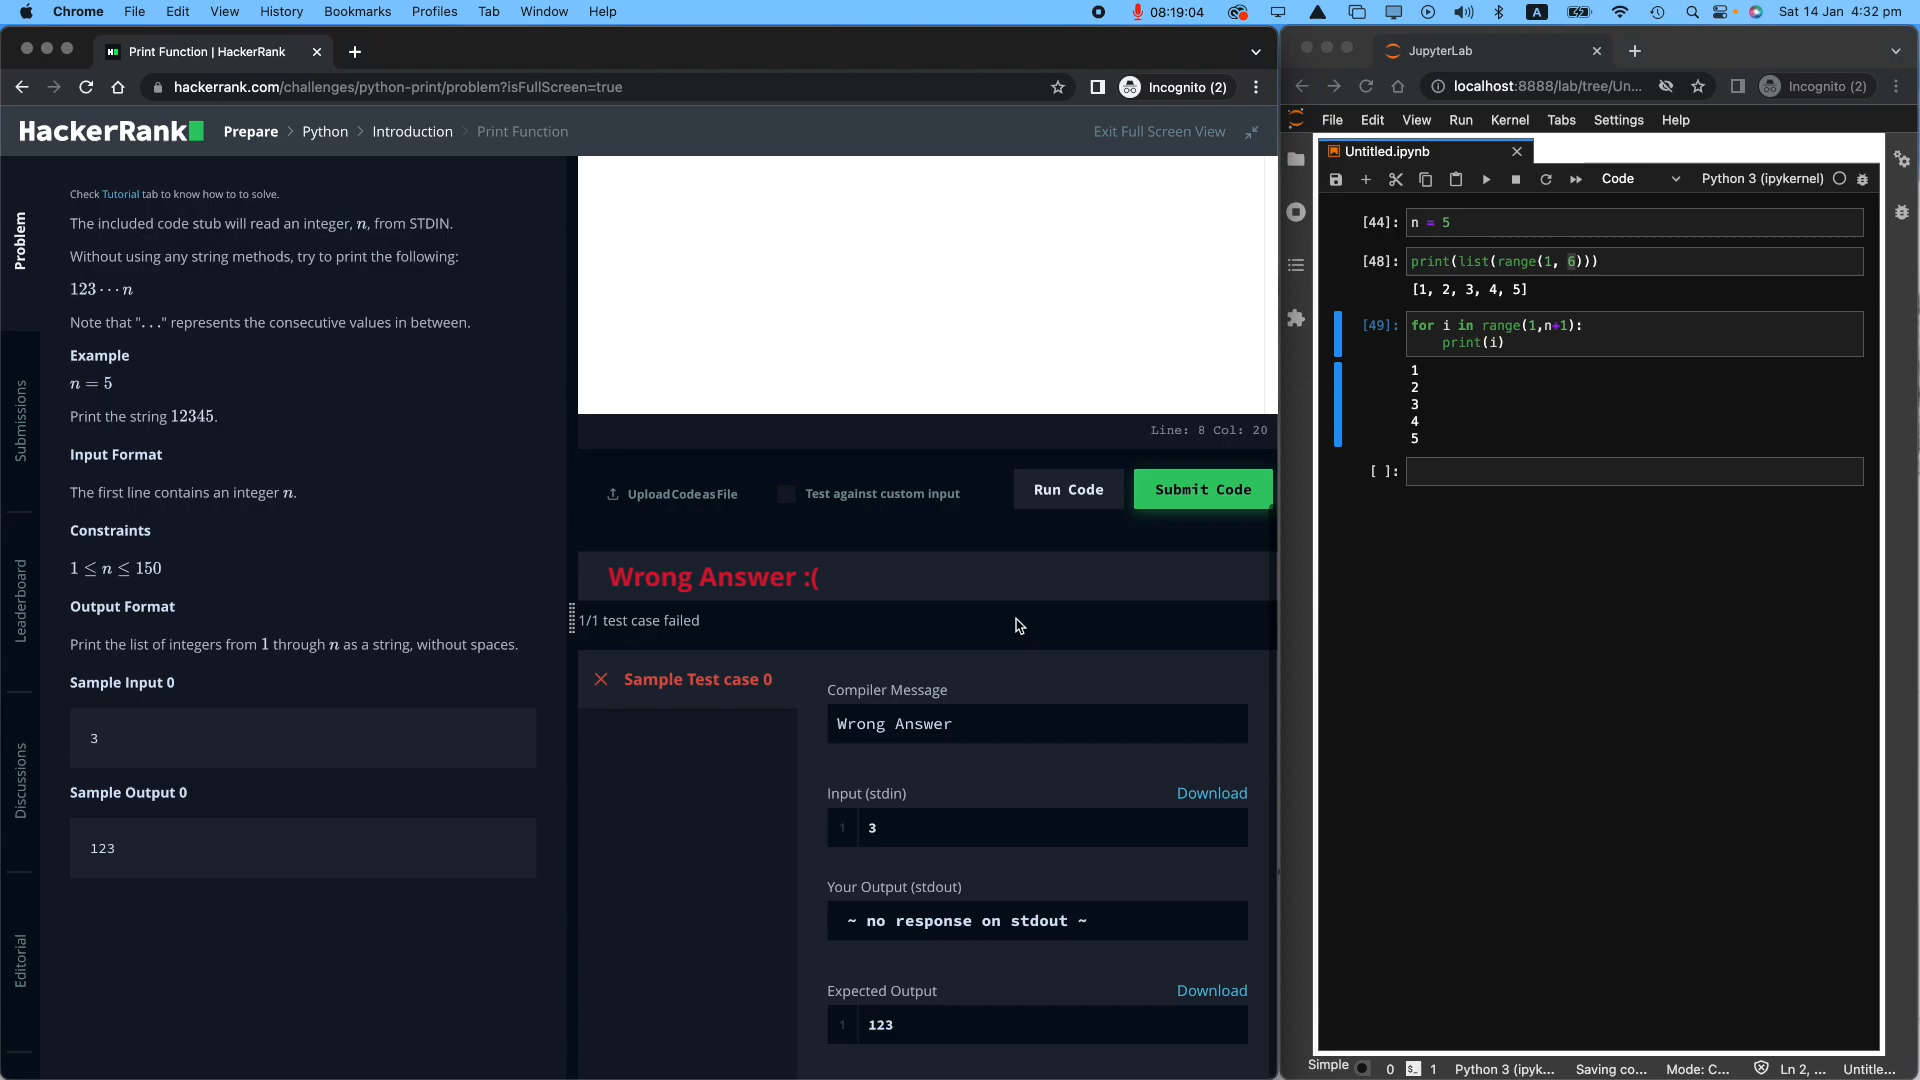 Chrome File Edit View History Bookmarks Profiles Tab Window Help 08:19:04 A Sat 14 Jan 4:32 pm
Print Function | HackerRank
hackerrank.com/challenges/python-print/problem?isFullScreen=true Incognito (2)
HackerRank Prepare > Python > Introduction > Print Function Exit Full Screen View
Problem
Submissions
Leaderboard
Discussions
Editorial
Check Tutorial tab to know how to to solve.
The included code stub will read an integer, n, from STDIN.
Without using any string methods, try to print the following:
123 ··· n
Note that "..." represents the consecutive values in between.
Example
n = 5
Print the string 12345.
Input Format
The first line contains an integer n.
Constraints
1 ≤ n ≤ 150
Output Format
Print the list of integers from 1 through n as a string, without spaces.
Sample Input 0
3
Sample Output 0
123
Line: 8 Col: 20
Upload Code as File Test against custom input Run Code Submit Code
Wrong Answer :(
1/1 test case failed
Sample Test case 0
Compiler Message
Wrong Answer
Input (stdin) Download
1 3
Your Output (stdout)
~ no response on stdout ~
Expected Output Download
1 123
JupyterLab
localhost:8888/lab/tree/Un... Incognito (2)
File Edit View Run Kernel Tabs Settings Help
Untitled.ipynb
Code Python 3 (ipykernel)
[44]: n = 5
[48]: print(list(range(1, 6)))
[1, 2, 3, 4, 5]
[49]: for i in range(1,n+1):
print(i)
1
2
3
4
5
[ ]:
Simple 0 1 Python 3 (ipyk... Saving co... Mode: C... Ln 2, ... Untitle...